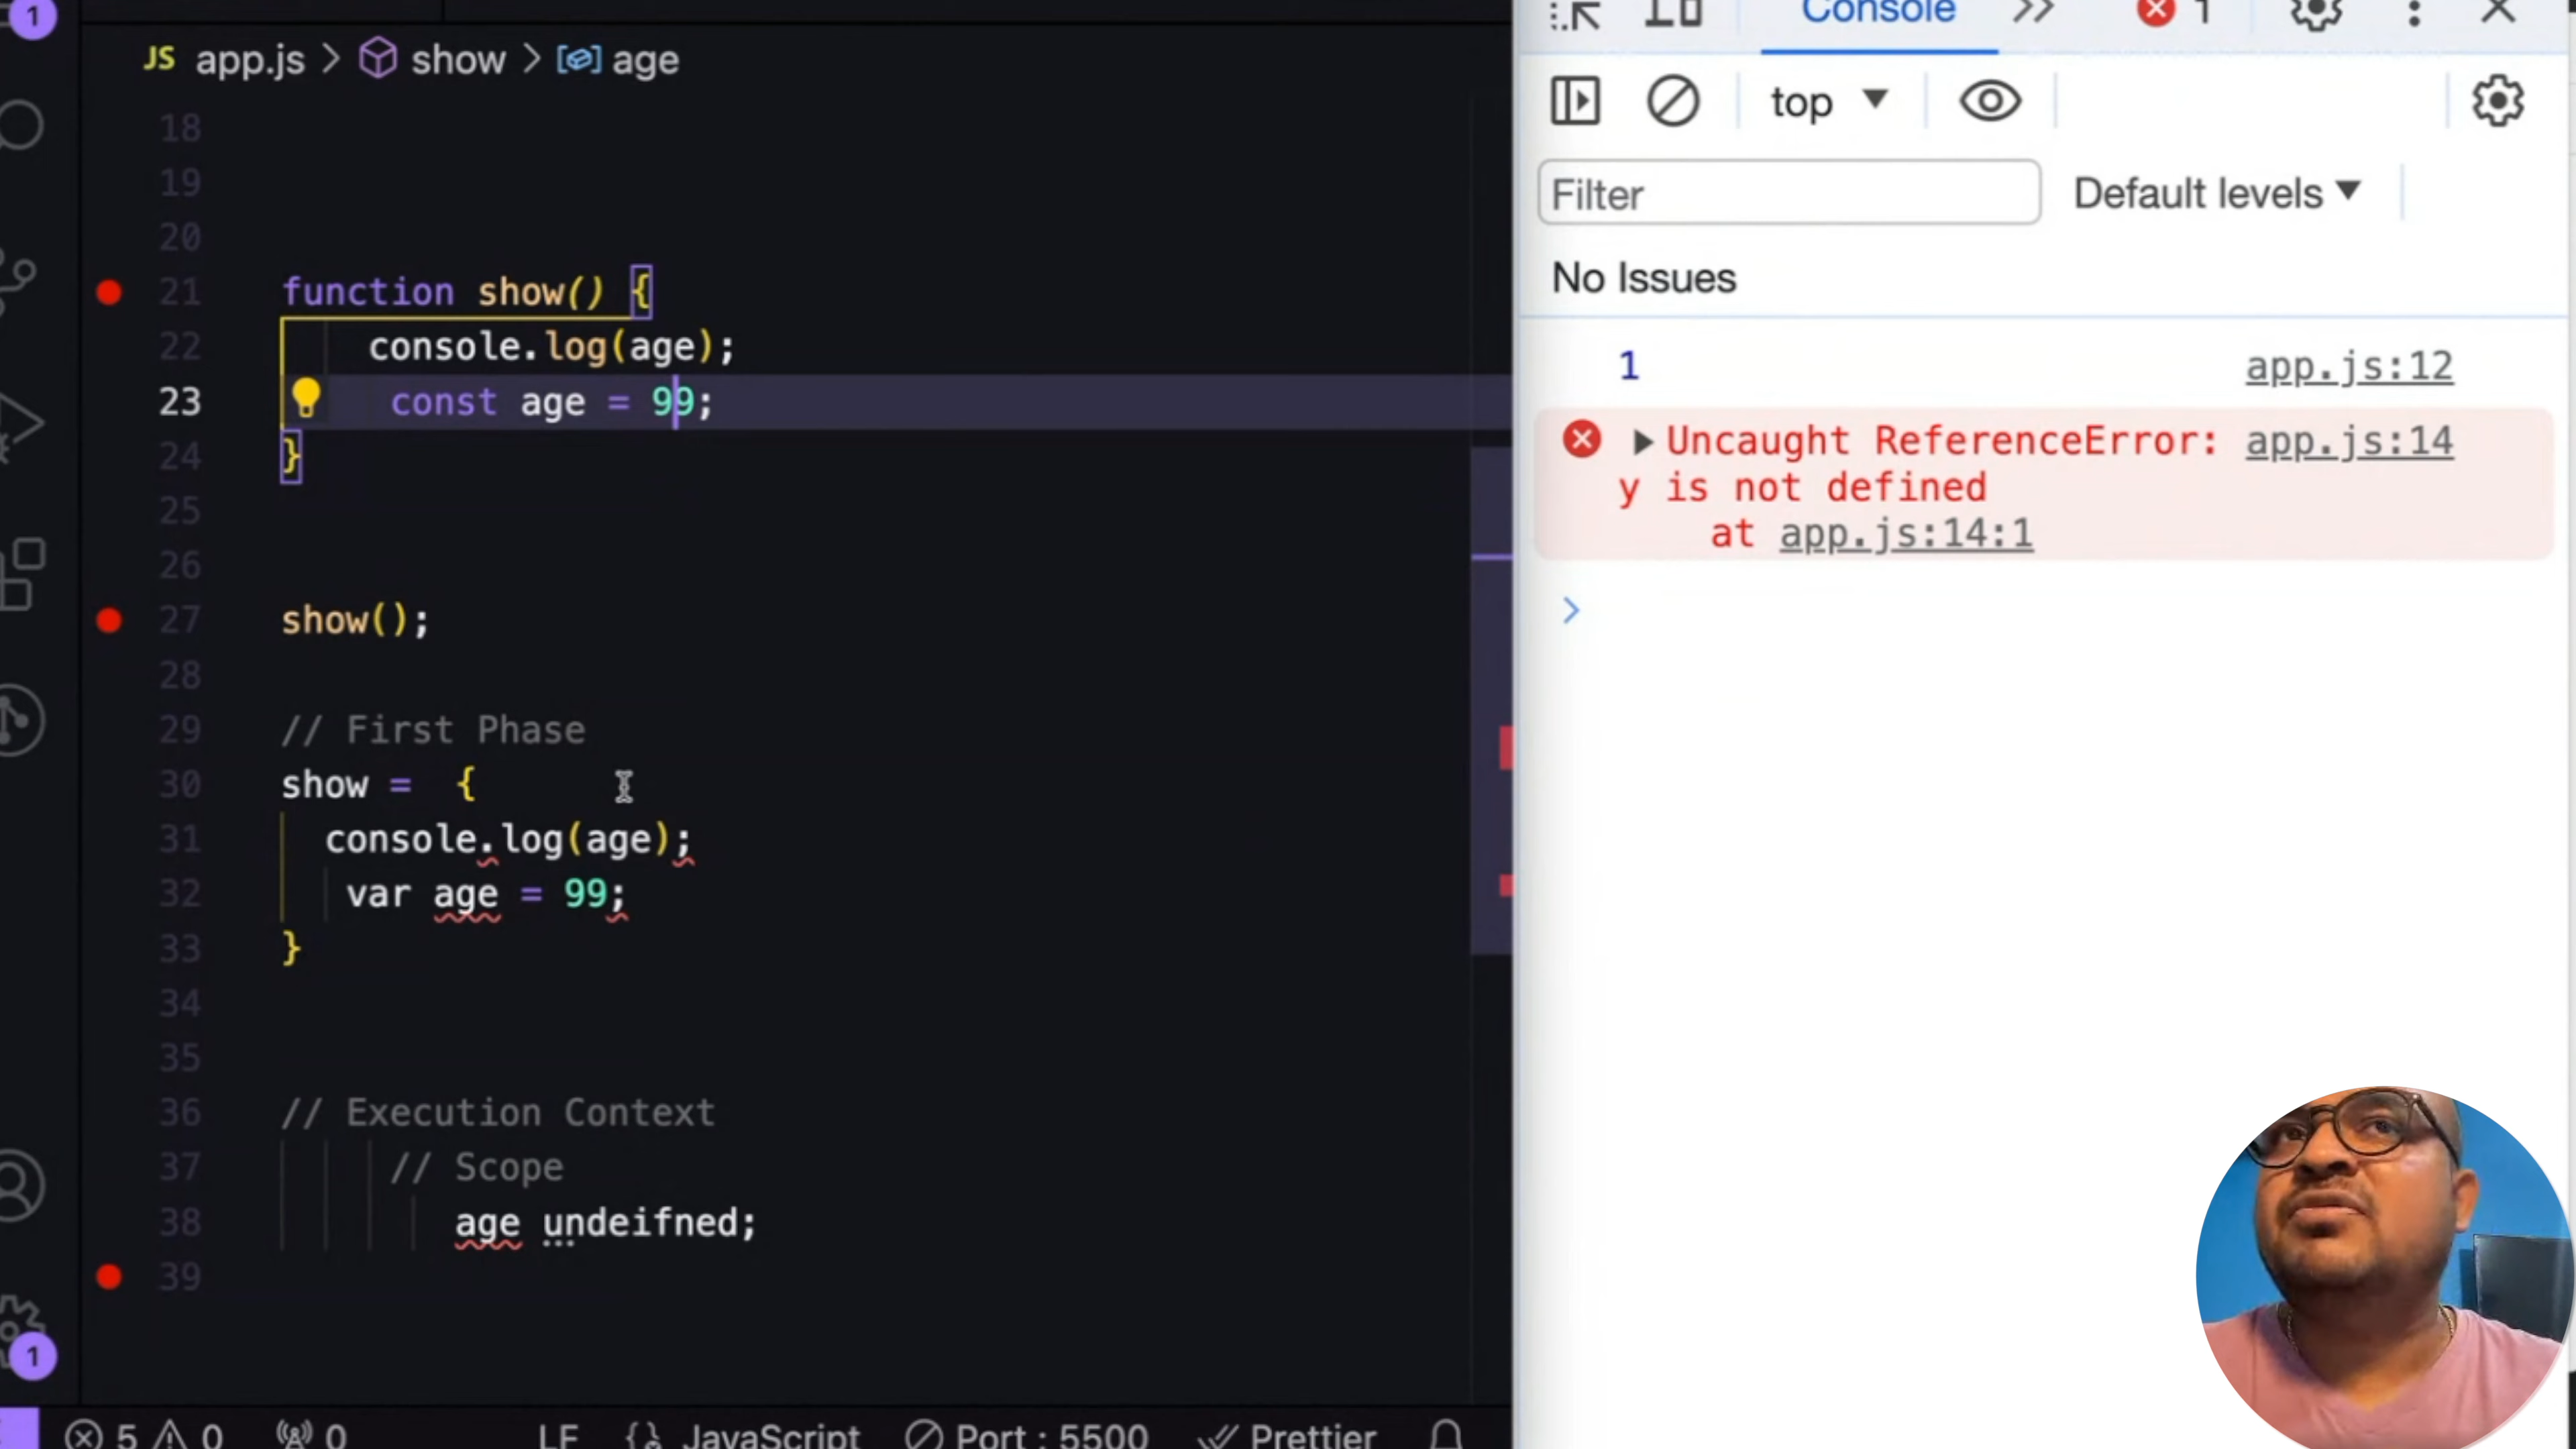 1
JS app.js > show > age
18
19
20
21 function show() {
22 console.log(age);
23 const age = 99;
24 }
25
26
27 show();
28
29 // First Phase
30 show = {
31 console.log(age);
32 var age = 99;
33 }
34
35
36 // Execution Context
37 // Scope
38 age undeifned;
39
1
5 0 0 LF {} JavaScript Port : 5500 Prettier
Console 1
top
Filter Default levels
No Issues
1 app.js:12
Uncaught ReferenceError: app.js:14
y is not defined
at app.js:14:1